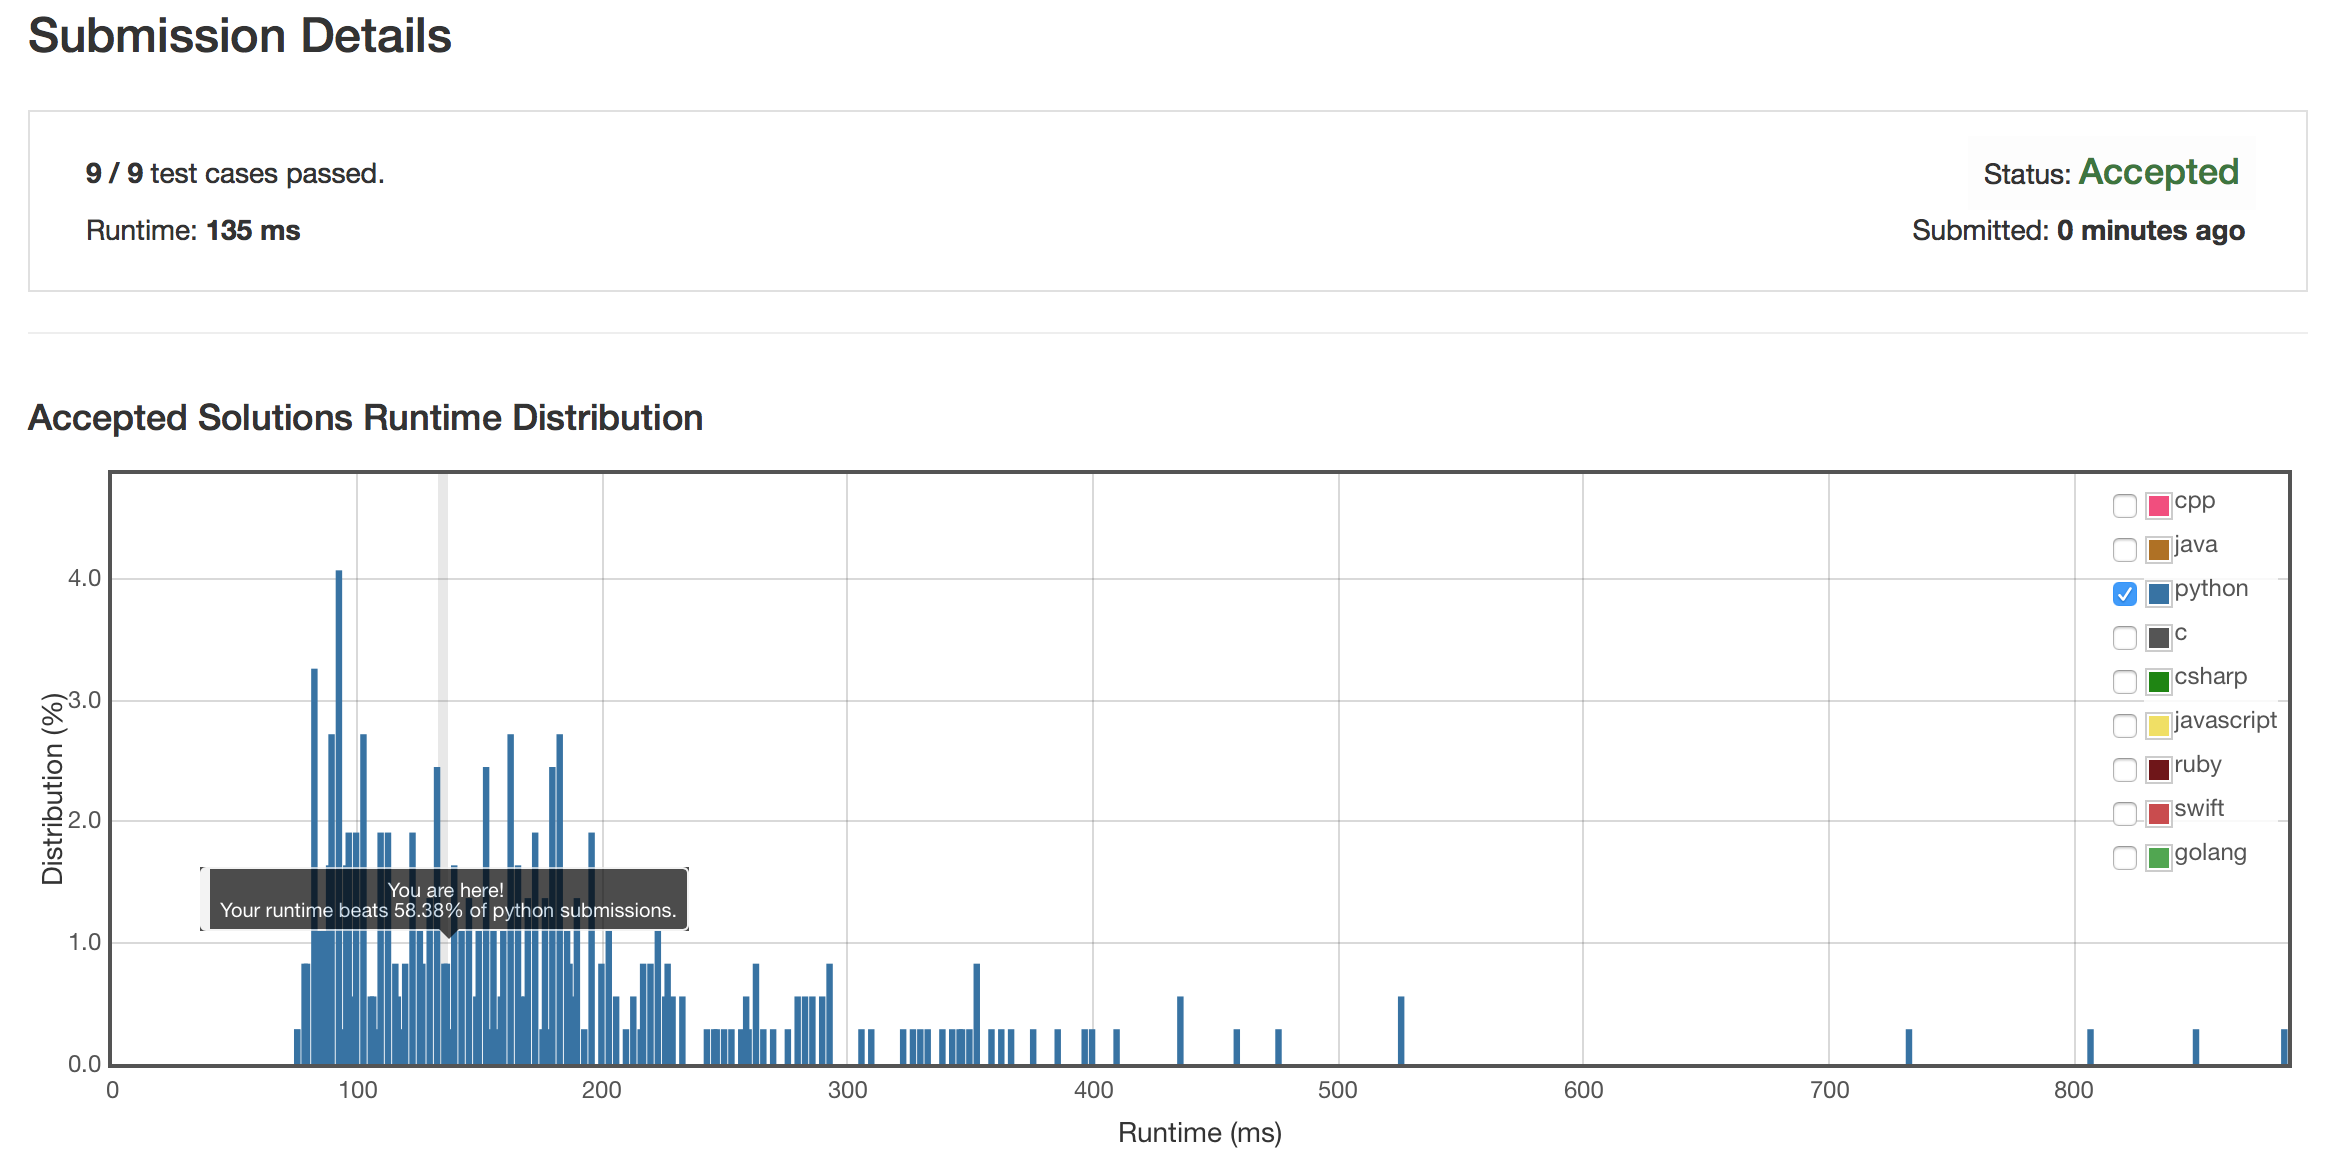 Submission Details
9 / 9 test cases passed.
Status: Accepted
Runtime: 135 ms
Submitted: 0 minutes ago
Accepted Solutions Runtime Distribution
cpp
java
python
c
csharp
javascript
ruby
swift
golang
Distribution (%)
4.0
3.0
2.0
1.0
0.0
You are here!
Your runtime beats 58.38% of python submissions.
0 100 200 300 400 500 600 700 800
Runtime (ms)